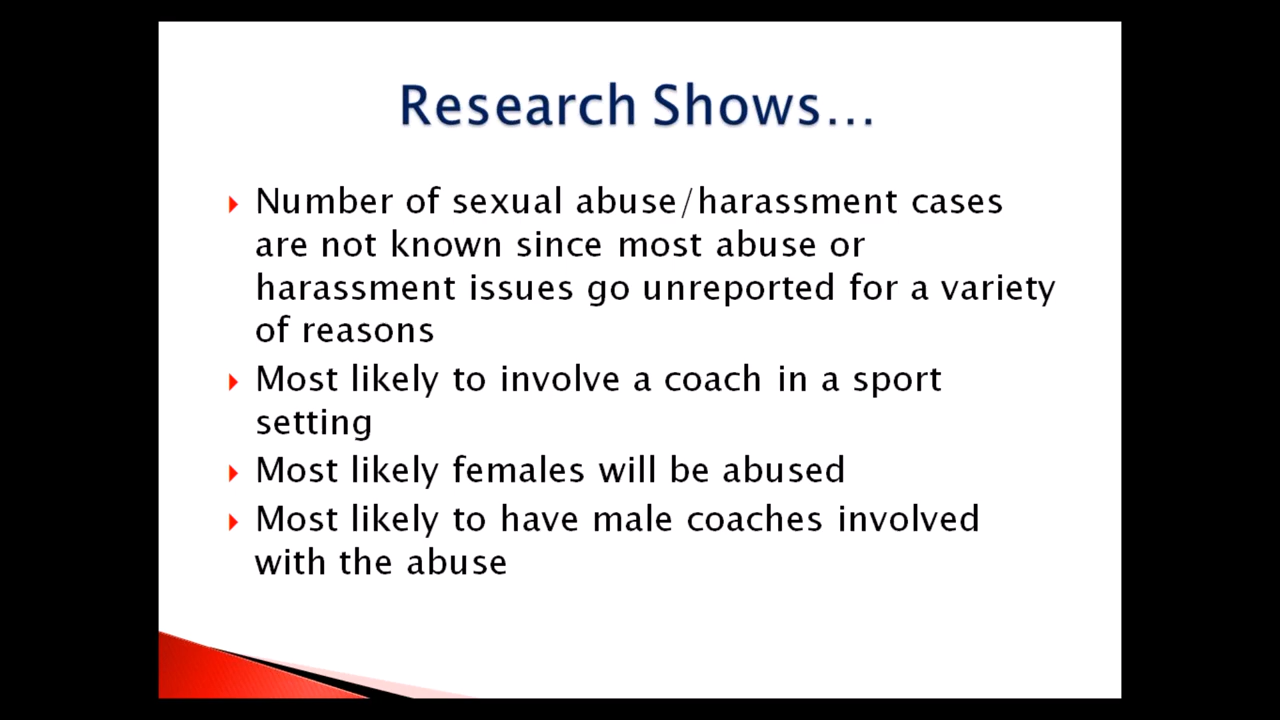 Research Shows...
Number of sexual abuse/harassment cases
are not known since most abuse or
harassment issues go unreported for a variety
of reasons
Most likely to involve a coach in a sport
setting
Most likely females will be abused
Most likely to have male coaches involved
with the abuse